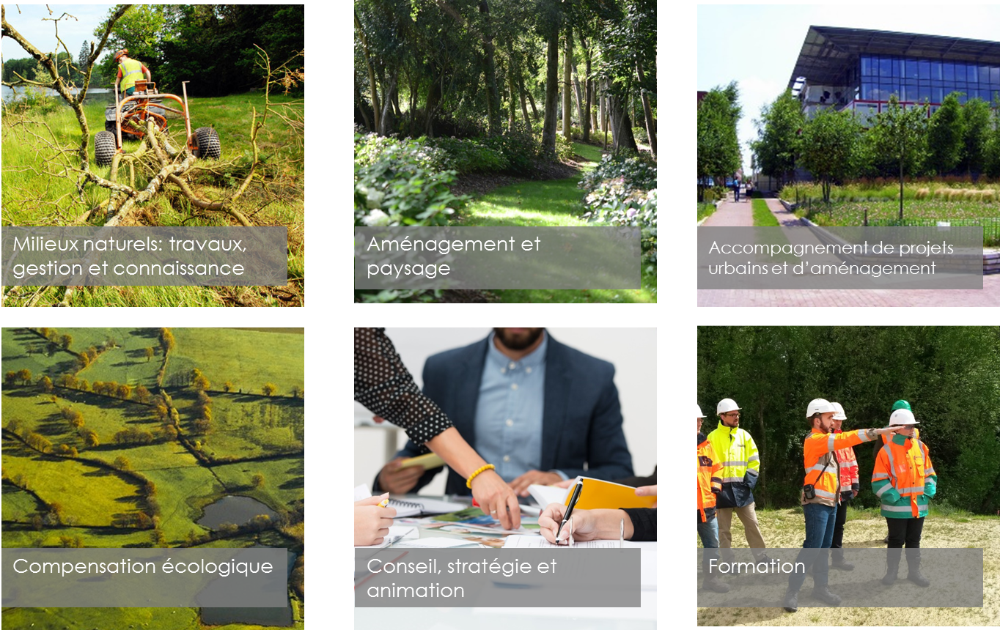 Milieux naturels: travaux,
gestion et connaissance
Aménagement et
paysage
Accompagnement de projets
urbains et d’aménagement
Compensation écologique
Conseil, stratégie et
animation
Formation